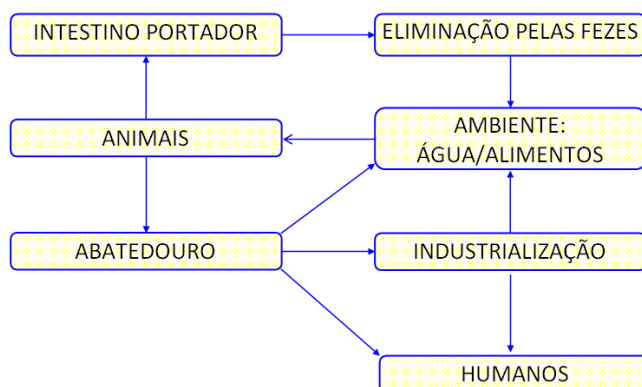 INTESTINO PORTADOR
ELIMINAÇÃO PELAS FEZES
ANIMAIS
AMBIENTE:
ÁGUA/ALIMENTOS
ABATEDOURO
INDUSTRIALIZAÇÃO
HUMANOS